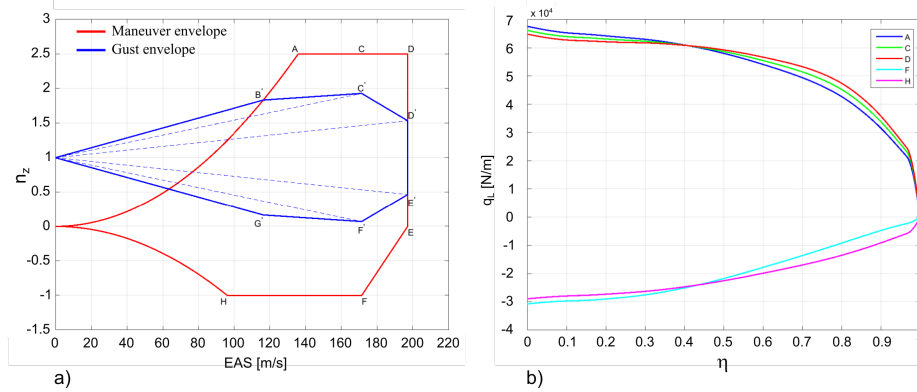 Maneuver envelope
Gust envelope
n_z
3
2.5
2
1.5
1
0.5
0
-0.5
-1
-1.5
A
C
D
B'
C'
D'
E'
G'
F'
E
H
F
0
20
40
60
80
100
120
140
160
180
200
220
EAS [m/s]
a)
x 10⁴
7
6
5
4
3
2
1
0
-1
-2
-3
-4
q_L [N/m]
A
C
D
F
H
0
0.1
0.2
0.3
0.4
0.5
0.6
0.7
0.8
0.9
η
b)